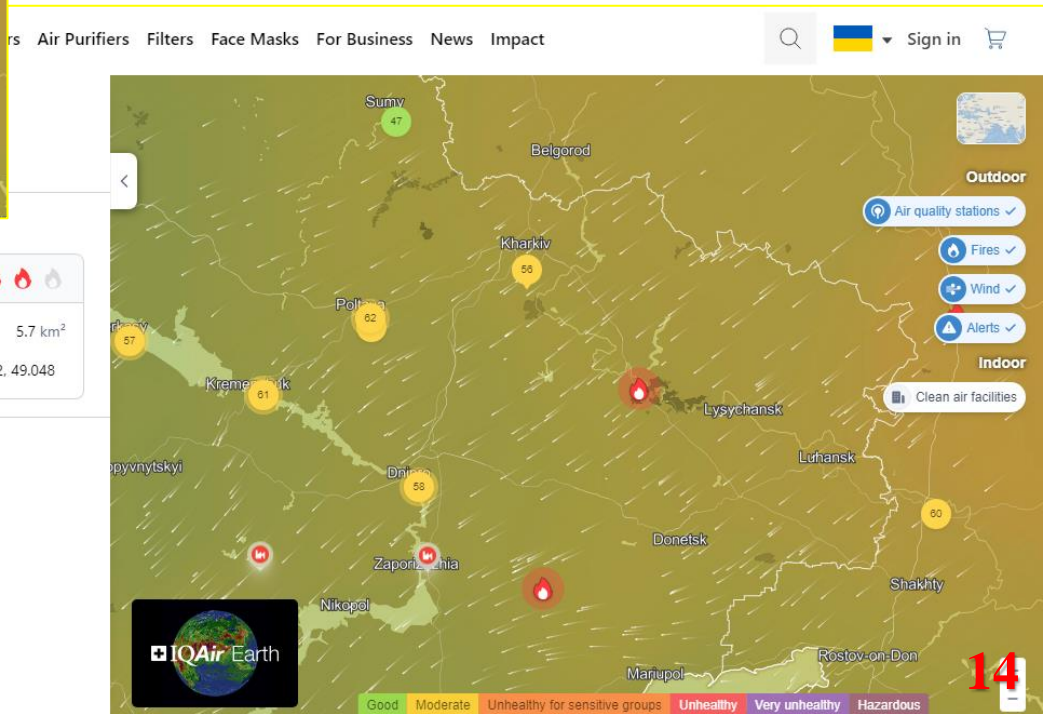 rs Air Purifiers Filters Face Masks For Business News Impact Sign in
Sumy
47
Belgorod
Outdoor
Air quality stations
Kharkiv
56
Fires
5.7 km²
Wind
62
Alerts
57
2, 49.048
Indoor
61
Clean air facilities
Lysychansk
Luhansk
opyvnytskyi
58
60
Donetsk
Shakhty
Nikopol
IQAir Earth
Rostov-on-Don
Mariupol
14
Good Moderate Unhealthy for sensitive groups Unhealthy Very unhealthy Hazardous